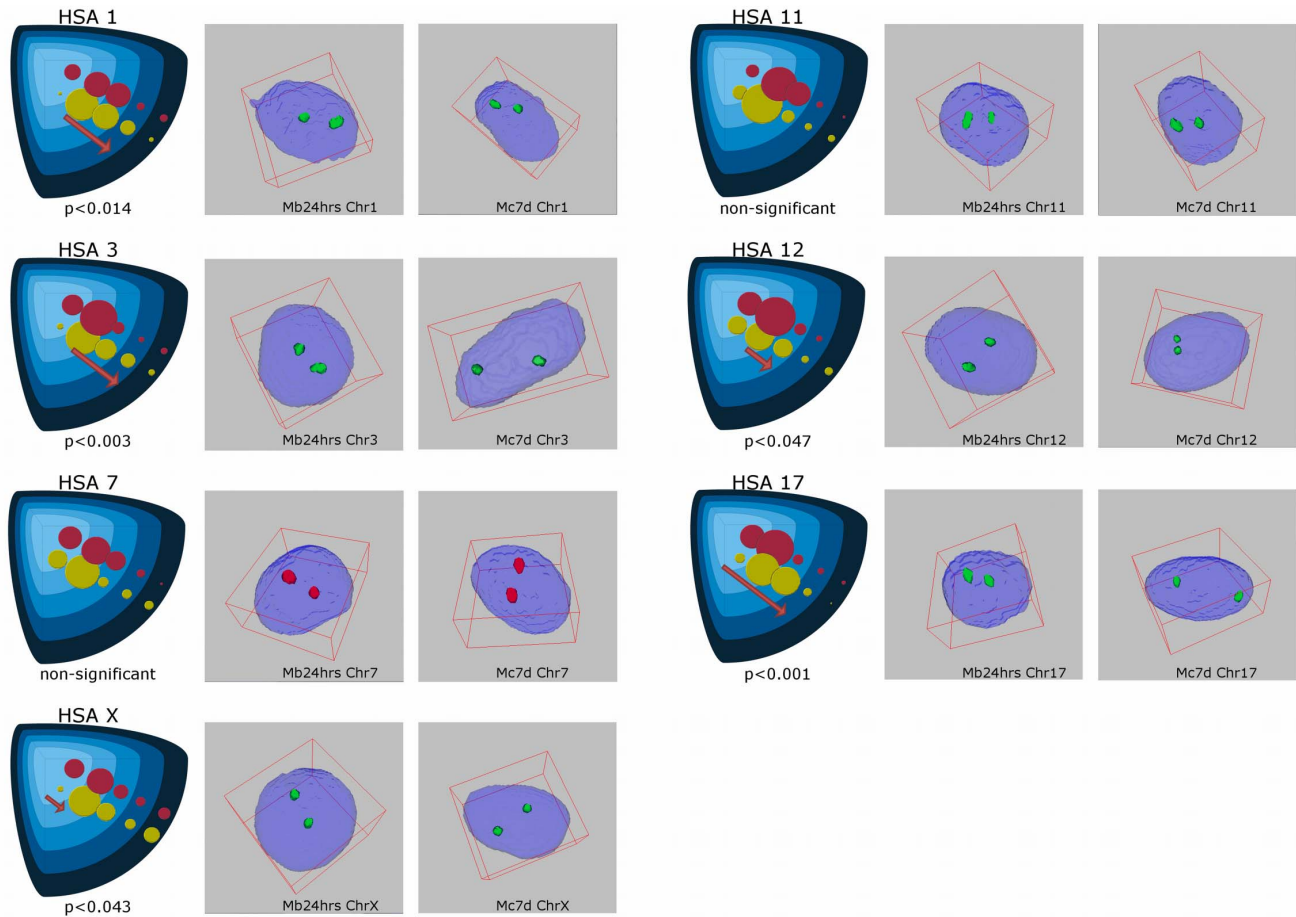 HSA 1
p<0.014
Mb24hrs Chr1
Mc7d Chr1
HSA 11
non-significant
Mb24hrs Chr11
Mc7d Chr11
HSA 3
p<0.003
Mb24hrs Chr3
Mc7d Chr3
HSA 12
p<0.047
Mb24hrs Chr12
Mc7d Chr12
HSA 7
non-significant
Mb24hrs Chr7
Mc7d Chr7
HSA 17
p<0.001
Mb24hrs Chr17
Mc7d Chr17
HSA X
p<0.043
Mb24hrs ChrX
Mc7d ChrX